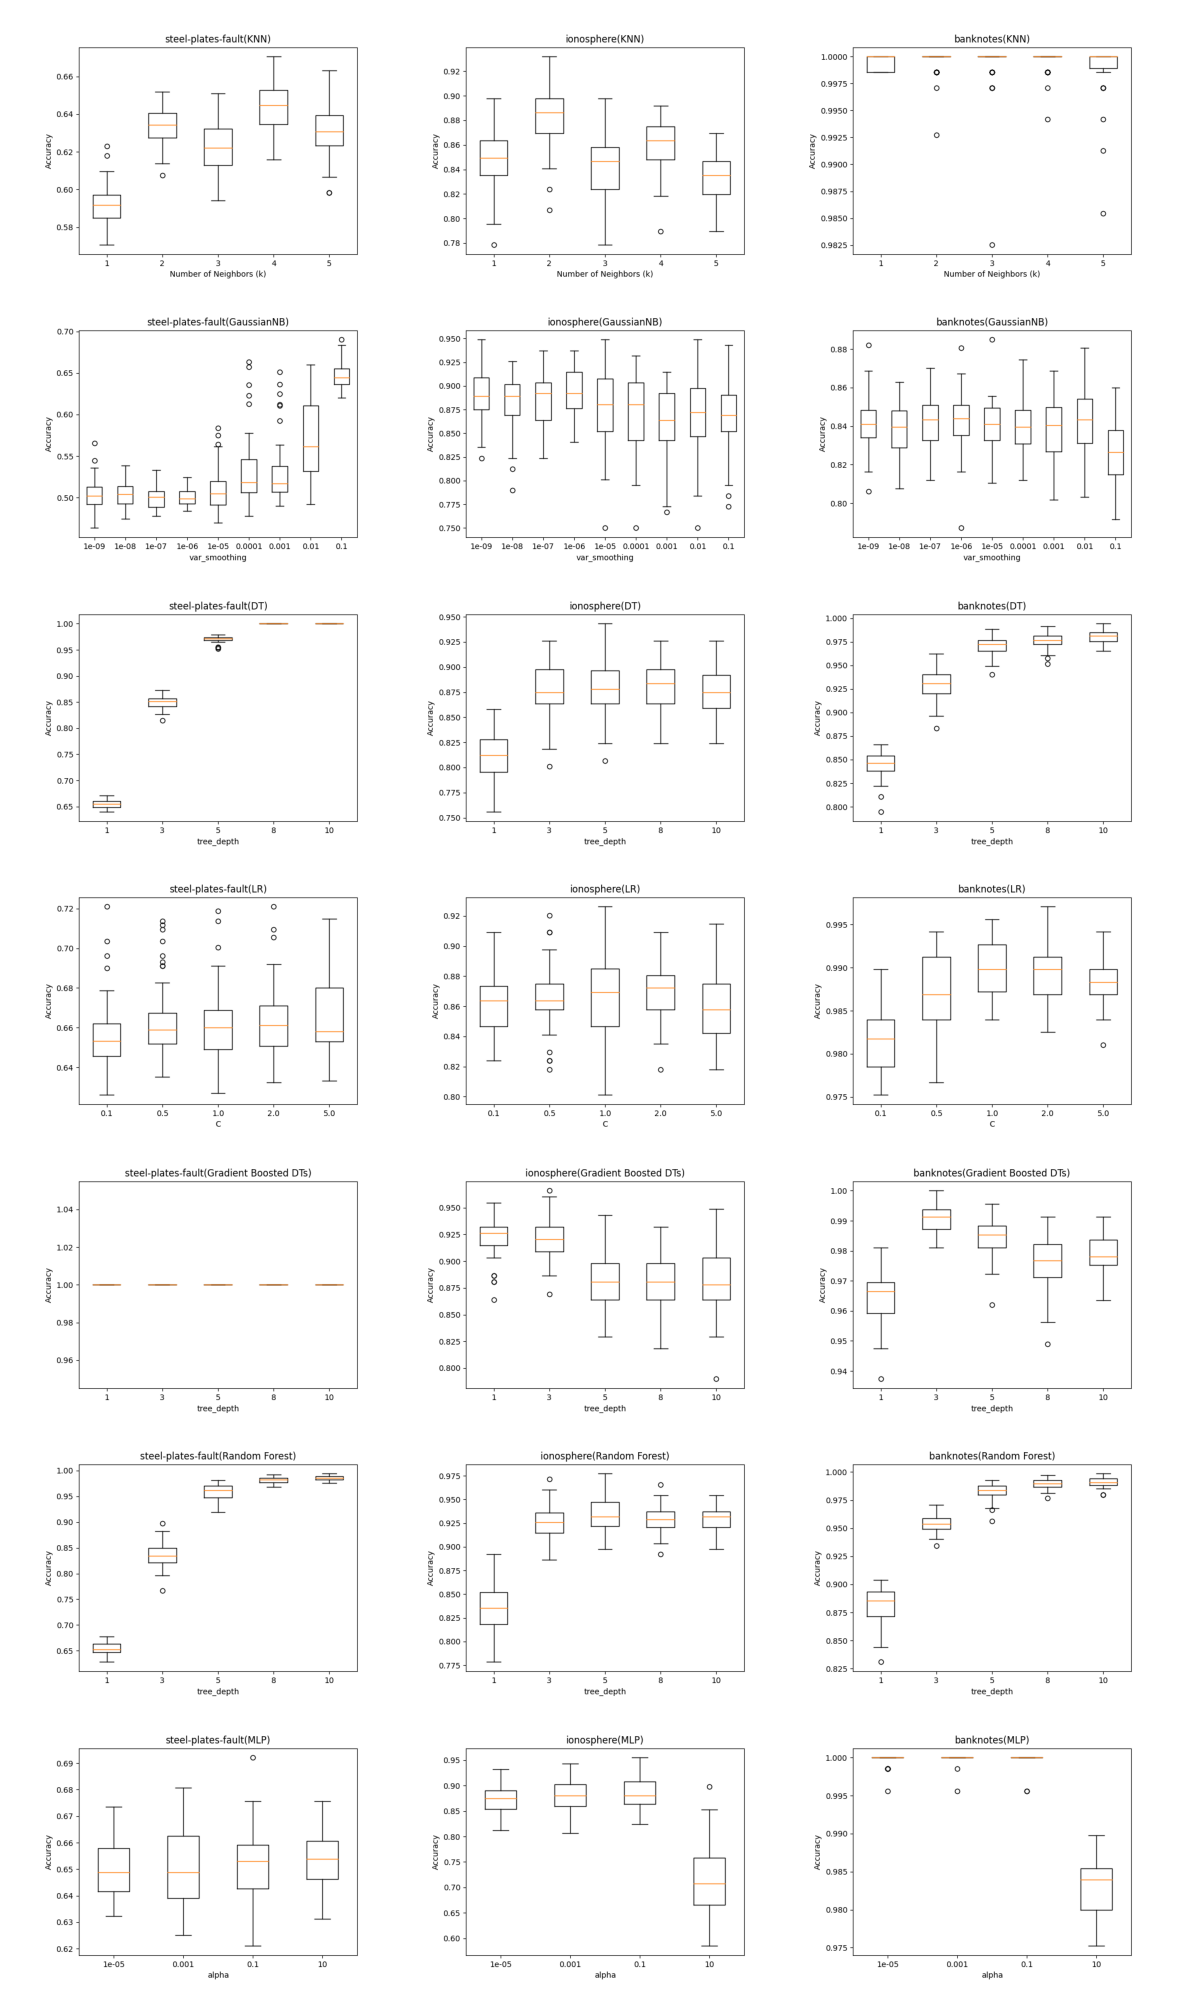 steel-plates-fault(KNN)
Accuracy
0.66
0.64
0.62
0.60
0.58
1 2 3 4 5
Number of Neighbors (k)
ionosphere(KNN)
Accuracy
0.92
0.90
0.88
0.86
0.84
0.82
0.80
0.78
1 2 3 4 5
Number of Neighbors (k)
banknotes(KNN)
Accuracy
1.0000
0.9975
0.9950
0.9925
0.9900
0.9875
0.9850
0.9825
1 2 3 4 5
Number of Neighbors (k)
steel-plates-fault(GaussianNB)
Accuracy
0.70
0.65
0.60
0.55
0.50
1e-09 1e-08 1e-07 1e-06 1e-05 0.0001 0.001 0.01 0.1
var_smoothing
ionosphere(GaussianNB)
Accuracy
0.950
0.925
0.900
0.875
0.850
0.825
0.800
0.775
0.750
1e-09 1e-08 1e-07 1e-06 1e-05 0.0001 0.001 0.01 0.1
var_smoothing
banknotes(GaussianNB)
Accuracy
0.88
0.86
0.84
0.82
0.80
1e-09 1e-08 1e-07 1e-06 1e-05 0.0001 0.001 0.01 0.1
var_smoothing
steel-plates-fault(DT)
Accuracy
1.00
0.95
0.90
0.85
0.80
0.75
0.70
0.65
1 3 5 8 10
tree_depth
ionosphere(DT)
Accuracy
0.950
0.925
0.900
0.875
0.850
0.825
0.800
0.775
0.750
1 3 5 8 10
tree_depth
banknotes(DT)
Accuracy
1.000
0.975
0.950
0.925
0.900
0.875
0.850
0.825
0.800
1 3 5 8 10
tree_depth
steel-plates-fault(LR)
Accuracy
0.72
0.70
0.68
0.66
0.64
0.1 0.5 1.0 2.0 5.0
C
ionosphere(LR)
Accuracy
0.92
0.90
0.88
0.86
0.84
0.82
0.80
0.1 0.5 1.0 2.0 5.0
C
banknotes(LR)
Accuracy
0.995
0.990
0.985
0.980
0.975
0.1 0.5 1.0 2.0 5.0
C
steel-plates-fault(Gradient Boosted DTs)
Accuracy
1.04
1.02
1.00
0.98
0.96
1 3 5 8 10
tree_depth
ionosphere(Gradient Boosted DTs)
Accuracy
0.950
0.925
0.900
0.875
0.850
0.825
0.800
1 3 5 8 10
tree_depth
banknotes(Gradient Boosted DTs)
Accuracy
1.00
0.99
0.98
0.97
0.96
0.95
0.94
1 3 5 8 10
tree_depth
steel-plates-fault(Random Forest)
Accuracy
1.00
0.95
0.90
0.85
0.80
0.75
0.70
0.65
1 3 5 8 10
tree_depth
ionosphere(Random Forest)
Accuracy
0.975
0.950
0.925
0.900
0.875
0.850
0.825
0.800
0.775
1 3 5 8 10
tree_depth
banknotes(Random Forest)
Accuracy
1.000
0.975
0.950
0.925
0.900
0.875
0.850
0.825
1 3 5 8 10
tree_depth
steel-plates-fault(MLP)
Accuracy
0.69
0.68
0.67
0.66
0.65
0.64
0.63
0.62
1e-05 0.001 0.1 10
alpha
ionosphere(MLP)
Accuracy
0.95
0.90
0.85
0.80
0.75
0.70
0.65
0.60
1e-05 0.001 0.1 10
alpha
banknotes(MLP)
Accuracy
1.000
0.995
0.990
0.985
0.980
0.975
1e-05 0.001 0.1 10
alpha